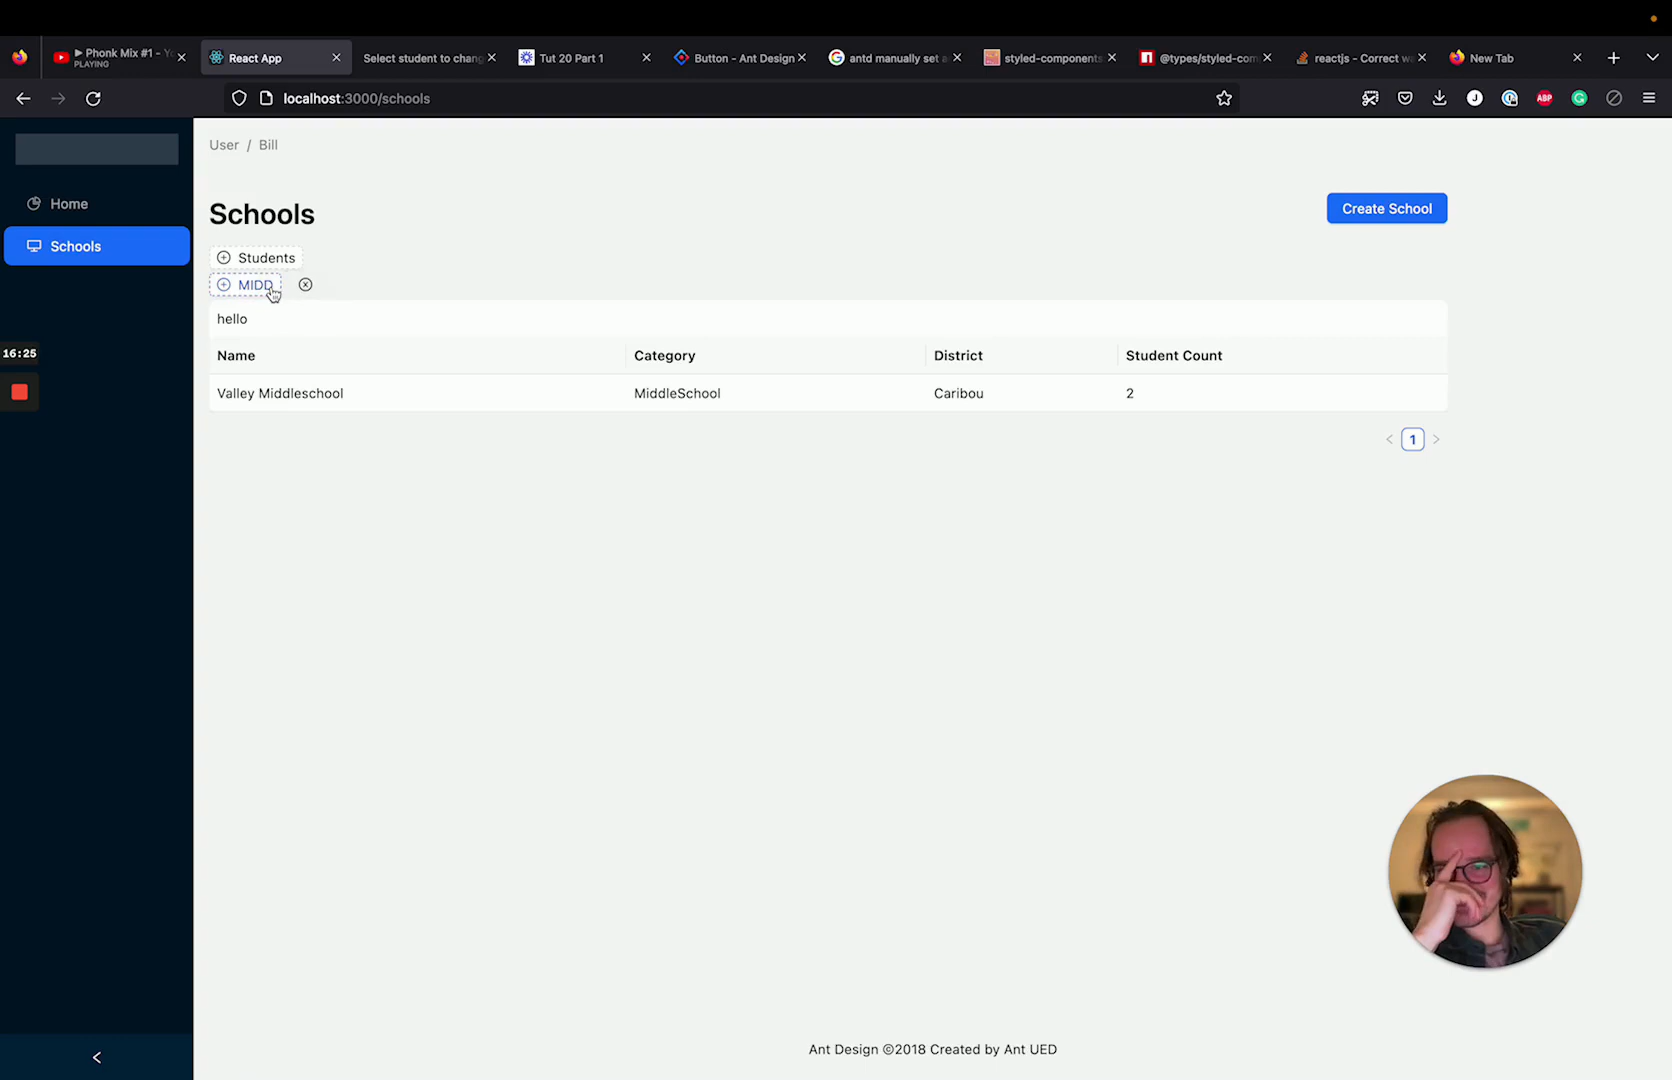 ▶ Phonk Mix #1 - Yo
PLAYING
React App
Select student to chang
Tut 20 Part 1
Button - Ant Design
antd manually set a
styled-components
@types/styled-com
reactjs - Correct w
New Tab
localhost:3000/schools
ABP
User / Bill
Home
Schools
Schools
Create School
Students
MIDD
hello
16:25
Name Category District Student Count
Valley Middleschool MiddleSchool Caribou 2
1
Ant Design ©2018 Created by Ant UED